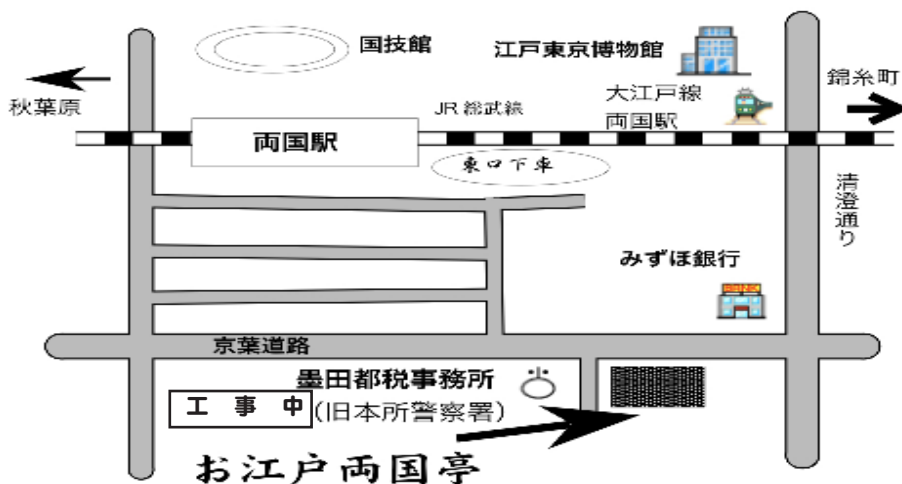 国技館
江戸東京博物館
秋葉原
錦糸町
JR 総武線
大江戸線
両国駅
両国駅
東口下車
清澄通り
みずほ銀行
BANK
京葉道路
墨田都税事務所
工 事 中
(旧本所警察署)
お江戸両国亭